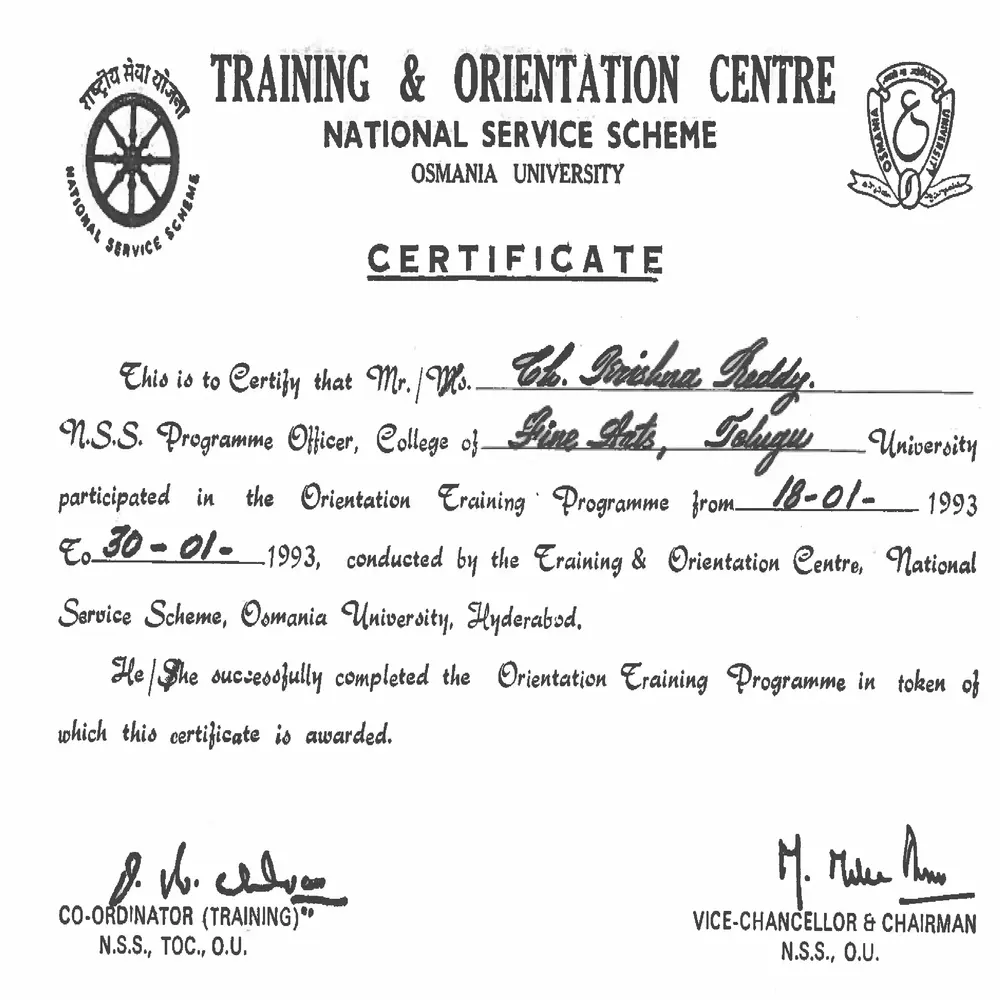 राष्ट्रीय सेवा योजना
NATIONAL SERVICE SCHEME
TRAINING & ORIENTATION CENTRE
NATIONAL SERVICE SCHEME
OSMANIA UNIVERSITY
OSMANIA UNIVERSITY
CERTIFICATE
This is to Certify that Mr./Ms. Ch. Krishna Reddy.
N.S.S. Programme Officer, College of Fine Arts, Telugu University
participated in the Orientation Training Programme from 18-01- 1993
To 30-01- 1993, conducted by the Training & Orientation Centre, National
Service Scheme, Osmania University, Hyderabad.
He/She successfully completed the Orientation Training Programme in token of
which this certificate is awarded.
J.
M.
CO-ORDINATOR (TRAINING)
N.S.S., TOC., O.U.
VICE-CHANCELLOR & CHAIRMAN
N.S.S., O.U.